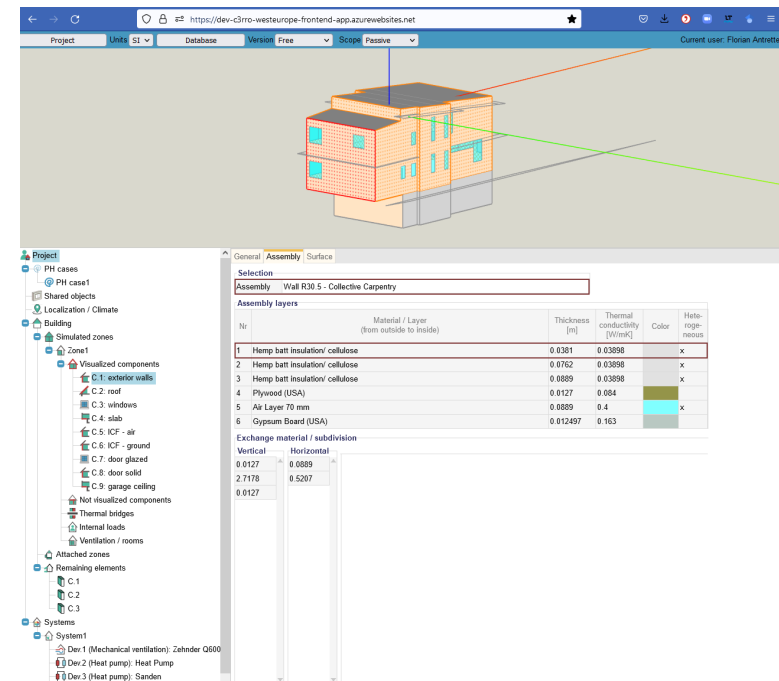 https://dev-c3rro-westeurope-frontend-app.azurewebsites.net
Project Units SI Database Version Free Scope Passive Current user: Florian Antrette
Project
PH cases
PH case1
Shared objects
Localization / Climate
Building
Simulated zones
Zone1
Visualized components
C.1: exterior walls
C.2: roof
C.3: windows
C.4: slab
C.5: ICF - air
C.6: ICF - ground
C.7: door glazed
C.8: door solid
C.9: garage ceiling
Not visualized components
Thermal bridges
Internal loads
Ventilation / rooms
Attached zones
Remaining elements
C.1
C.2
C.3
Systems
System1
Dev.1 (Mechanical ventilation): Zehnder Q600
Dev.2 (Heat pump): Heat Pump
Dev.3 (Heat pump): Sanden
General Assembly Surface
Selection
Assembly Wall R30.5 - Collective Carpentry
Assembly layers
Nr Material / Layer (from outside to inside) Thickness [m] Thermal conductivity [W/mK] Color Hete-roge-neous
1 Hemp batt insulation/ cellulose 0.0381 0.03898 x
2 Hemp batt insulation/ cellulose 0.0762 0.03898 x
3 Hemp batt insulation/ cellulose 0.0889 0.03898 x
4 Plywood (USA) 0.0127 0.084
5 Air Layer 70 mm 0.0889 0.4 x
6 Gypsum Board (USA) 0.012497 0.163
Exchange material / subdivision
Vertical Horizontal
0.0127 0.0889
2.7178 0.5207
0.0127